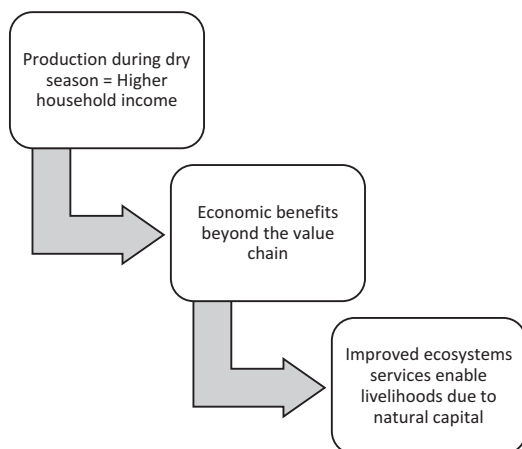 Production during dry
season = Higher
household income
Economic benefits
beyond the value
chain
Improved ecosystems
services enable
livelihoods due to
natural capital